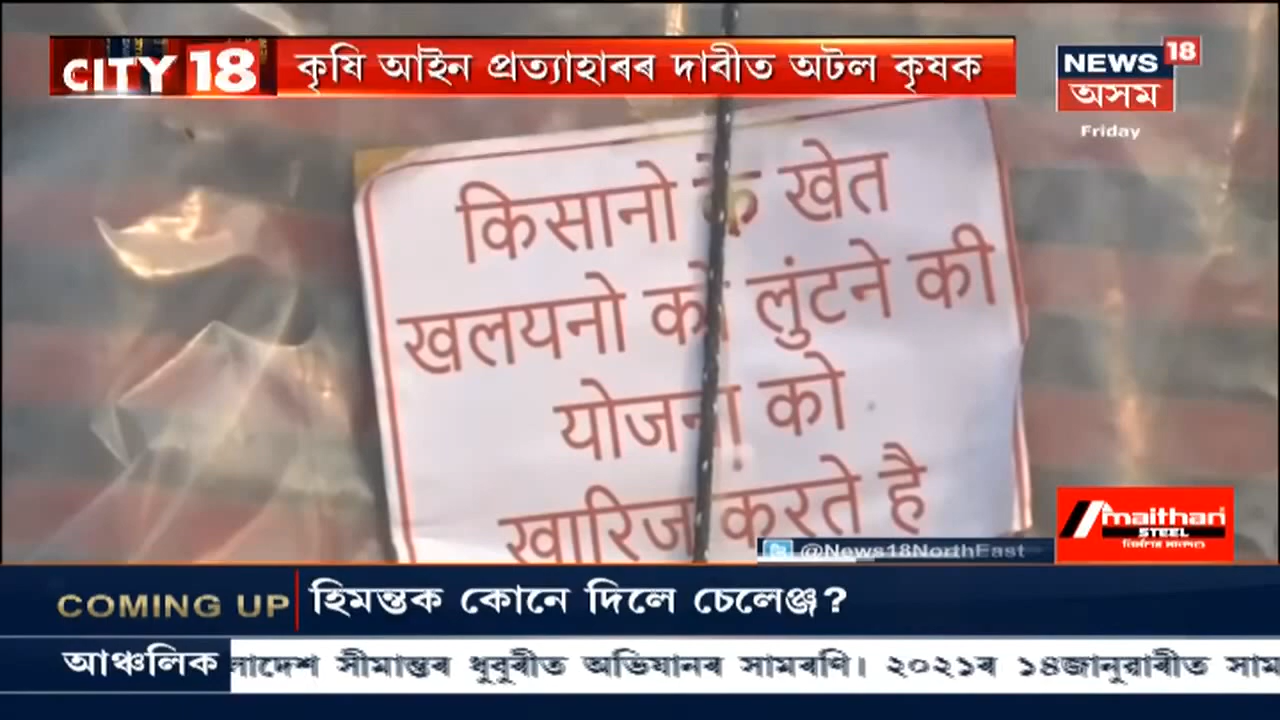 CITY 18
কৃষি আইন প্ৰত্যাহাৰৰ দাবীত অটল কৃষক
NEWS 18
অসম
Friday
किसानो के खेत
खलयनो को लुंटने की
योजना को
खारिज करते है
maithan
STEEL
@News18NorthEast
COMING UP
হিমন্তক কোনে দিলে চেলেঞ্জ?
আঞ্চলিক
লাদেশ সীমান্তৰ ধুবুৰীত অভিযানৰ সামৰণি। ২০২১ৰ ১৪জানুৱাৰীত সাম